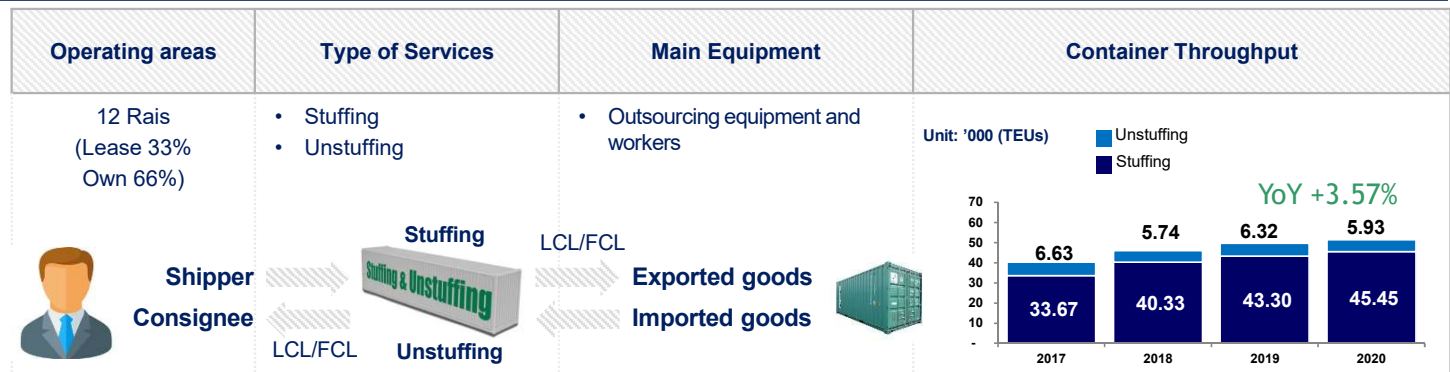 Operating areas
Type of Services
Main Equipment
Container Throughput
12 Rais
(Lease 33%
Own 66%)
• Stuffing
• Unstuffing
• Outsourcing equipment and
workers
Unit: ’000 (TEUs)
Unstuffing
Stuffing
YoY +3.57%
70
60
50
40
30
20
10
-
6.63
5.74
6.32
5.93
33.67
40.33
43.30
45.45
2017
2018
2019
2020
Stuffing
LCL/FCL
Shipper
Stuffing & Unstuffing
Exported goods
Consignee
Imported goods
LCL/FCL
Unstuffing